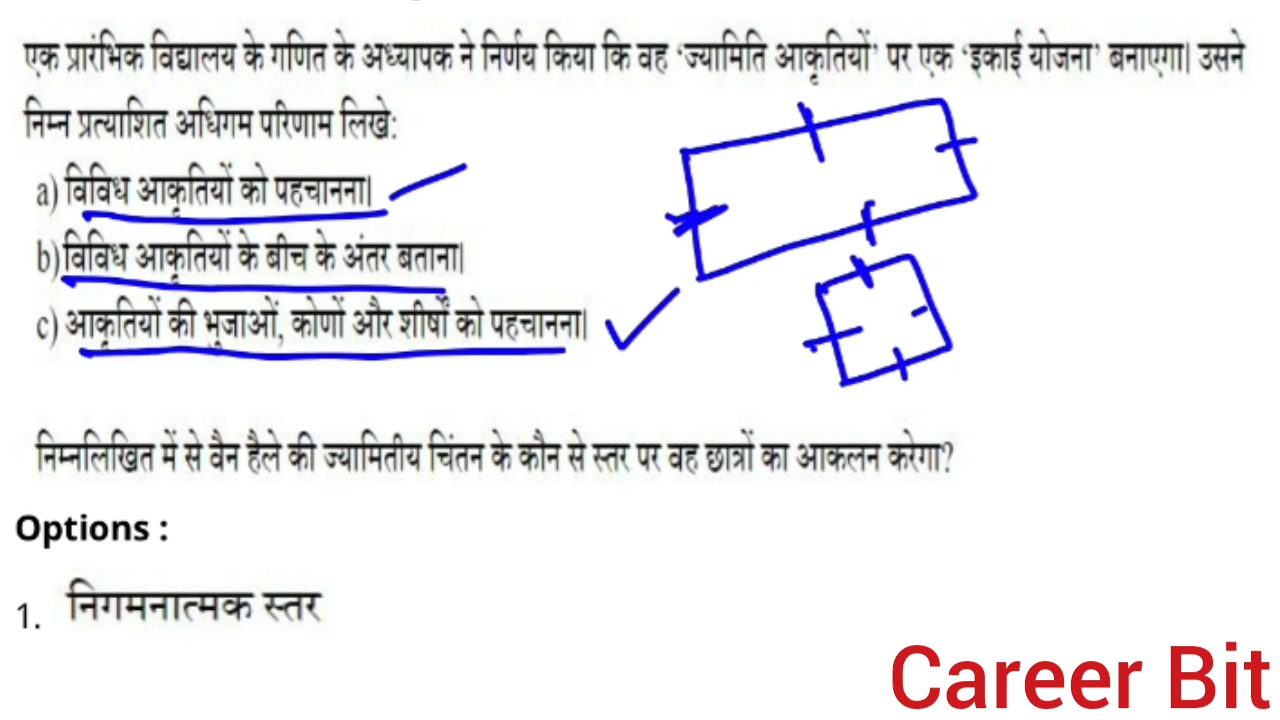 एक प्रारंभिक विद्यालय के गणित के अध्यापक ने निर्णय किया कि वह 'ज्यामिति आकृतियों' पर एक 'इकाई योजना' बनाएगा। उसने
निम्न प्रत्याशित अधिगम परिणाम लिखे:
a) विविध आकृतियों को पहचानना।
b) विविध आकृतियों के बीच के अंतर बताना।
c) आकृतियों की भुजाओं, कोणों और शीर्षों को पहचानना।
निम्नलिखित में से वैन हैले की ज्यामितीय चिंतन के कौन से स्तर पर वह छात्रों का आकलन करेगा?
Options :
1. निगमनात्मक स्तर
Career Bit